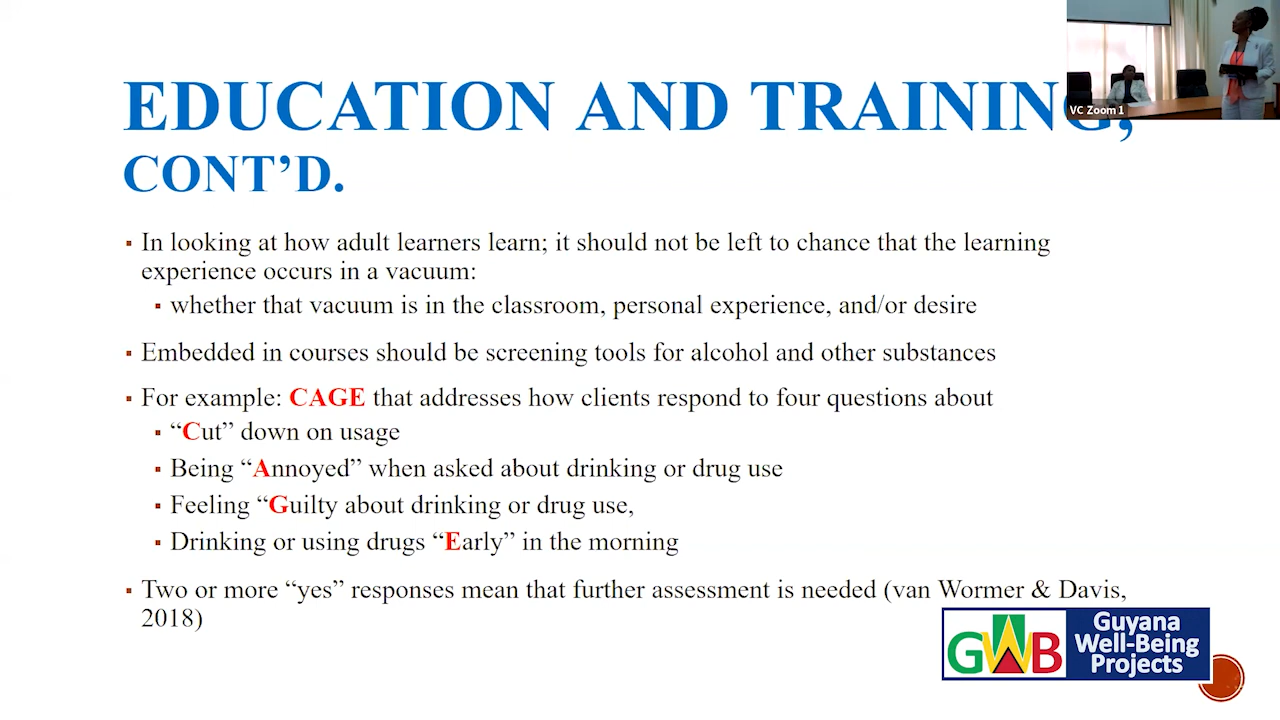 EDUCATION AND TRAINING,
CONT’D.
VC Zoom 1
▪ In looking at how adult learners learn; it should not be left to chance that the learning
experience occurs in a vacuum:
▪ whether that vacuum is in the classroom, personal experience, and/or desire
▪ Embedded in courses should be screening tools for alcohol and other substances
▪ For example: CAGE that addresses how clients respond to four questions about
▪ “Cut” down on usage
▪ Being “Annoyed” when asked about drinking or drug use
▪ Feeling “Guilty about drinking or drug use,
▪ Drinking or using drugs “Early” in the morning
▪ Two or more “yes” responses mean that further assessment is needed (van Wormer & Davis,
2018)
GWB
Guyana
Well-Being
Projects